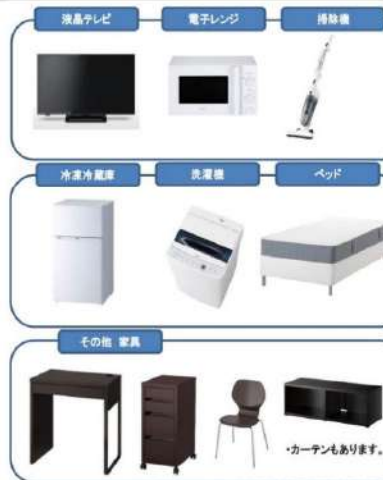 液晶テレビ
電子レンジ
掃除機
冷凍冷蔵庫
洗濯機
ベッド
その他 家具
・カーテンもあります。